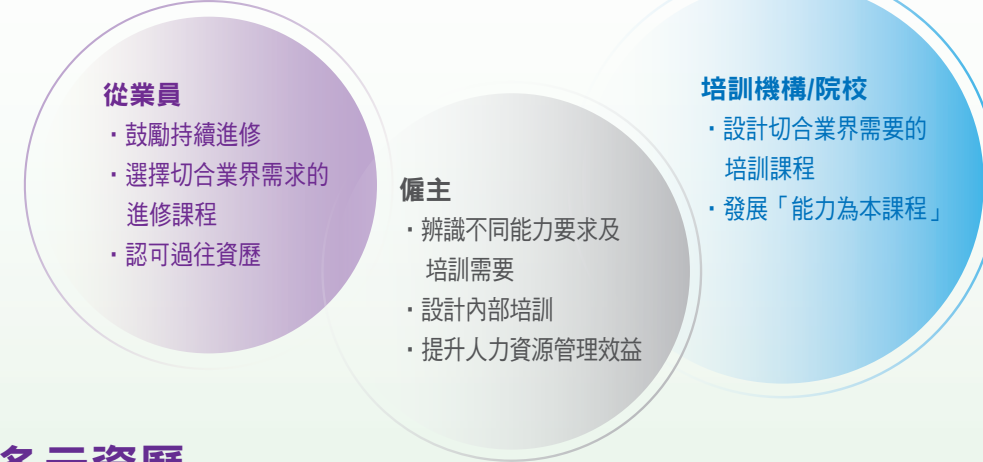 從業員
・鼓勵持續進修
・選擇切合業界需求的
進修課程
・認可過往資歷
僱主
・辨識不同能力要求及
培訓需要
・設計內部培訓
・提升人力資源管理效益
培訓機構/院校
・設計切合業界需要的
培訓課程
・發展「能力為本課程」
多元資歷